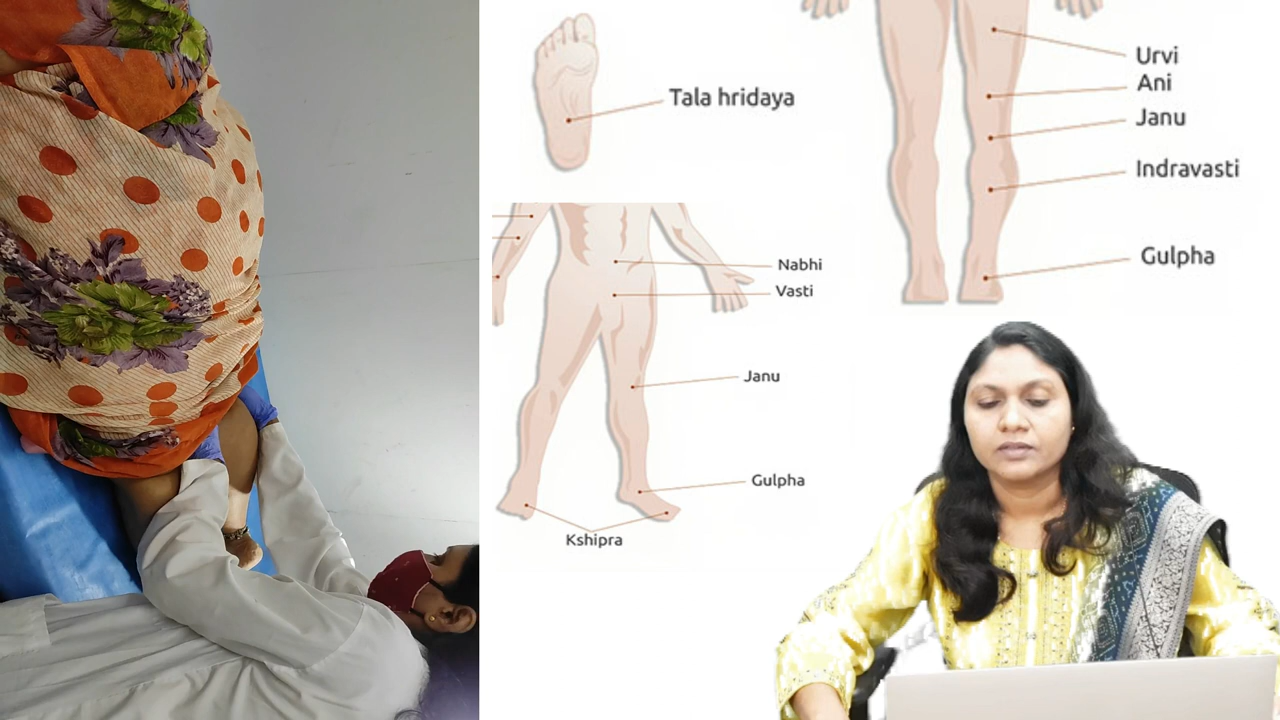 Tala hridaya
Urvi
Ani
Janu
Indravasti
Gulpha
Nabhi
Vasti
Janu
Gulpha
Kshipra